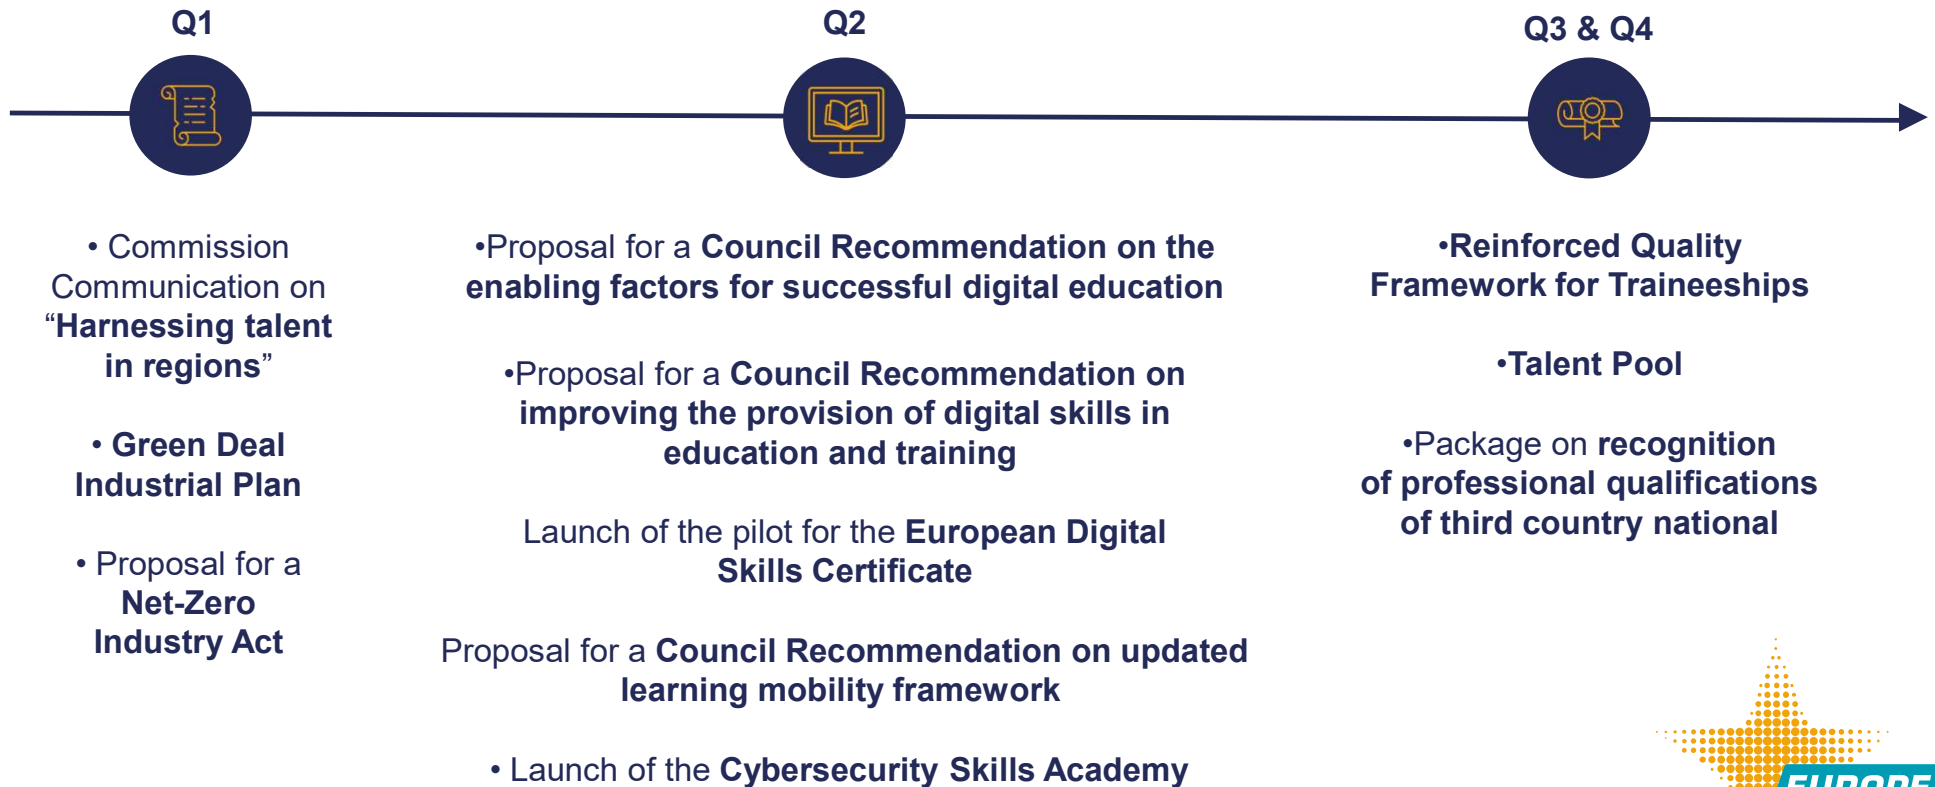 Q1
• Commission
Communication on
“Harnessing talent
in regions”
• Green Deal
Industrial Plan
• Proposal for a
Net-Zero
Industry Act
Q2
•Proposal for a Council Recommendation on the
enabling factors for successful digital education
•Proposal for a Council Recommendation on
improving the provision of digital skills in
education and training
Launch of the pilot for the European Digital
Skills Certificate
Proposal for a Council Recommendation on updated
learning mobility framework
• Launch of the Cybersecurity Skills Academy
Q3 & Q4
•Reinforced Quality
Framework for Traineeships
•Talent Pool
•Package on recognition
of professional qualifications
of third country national
EUROPE